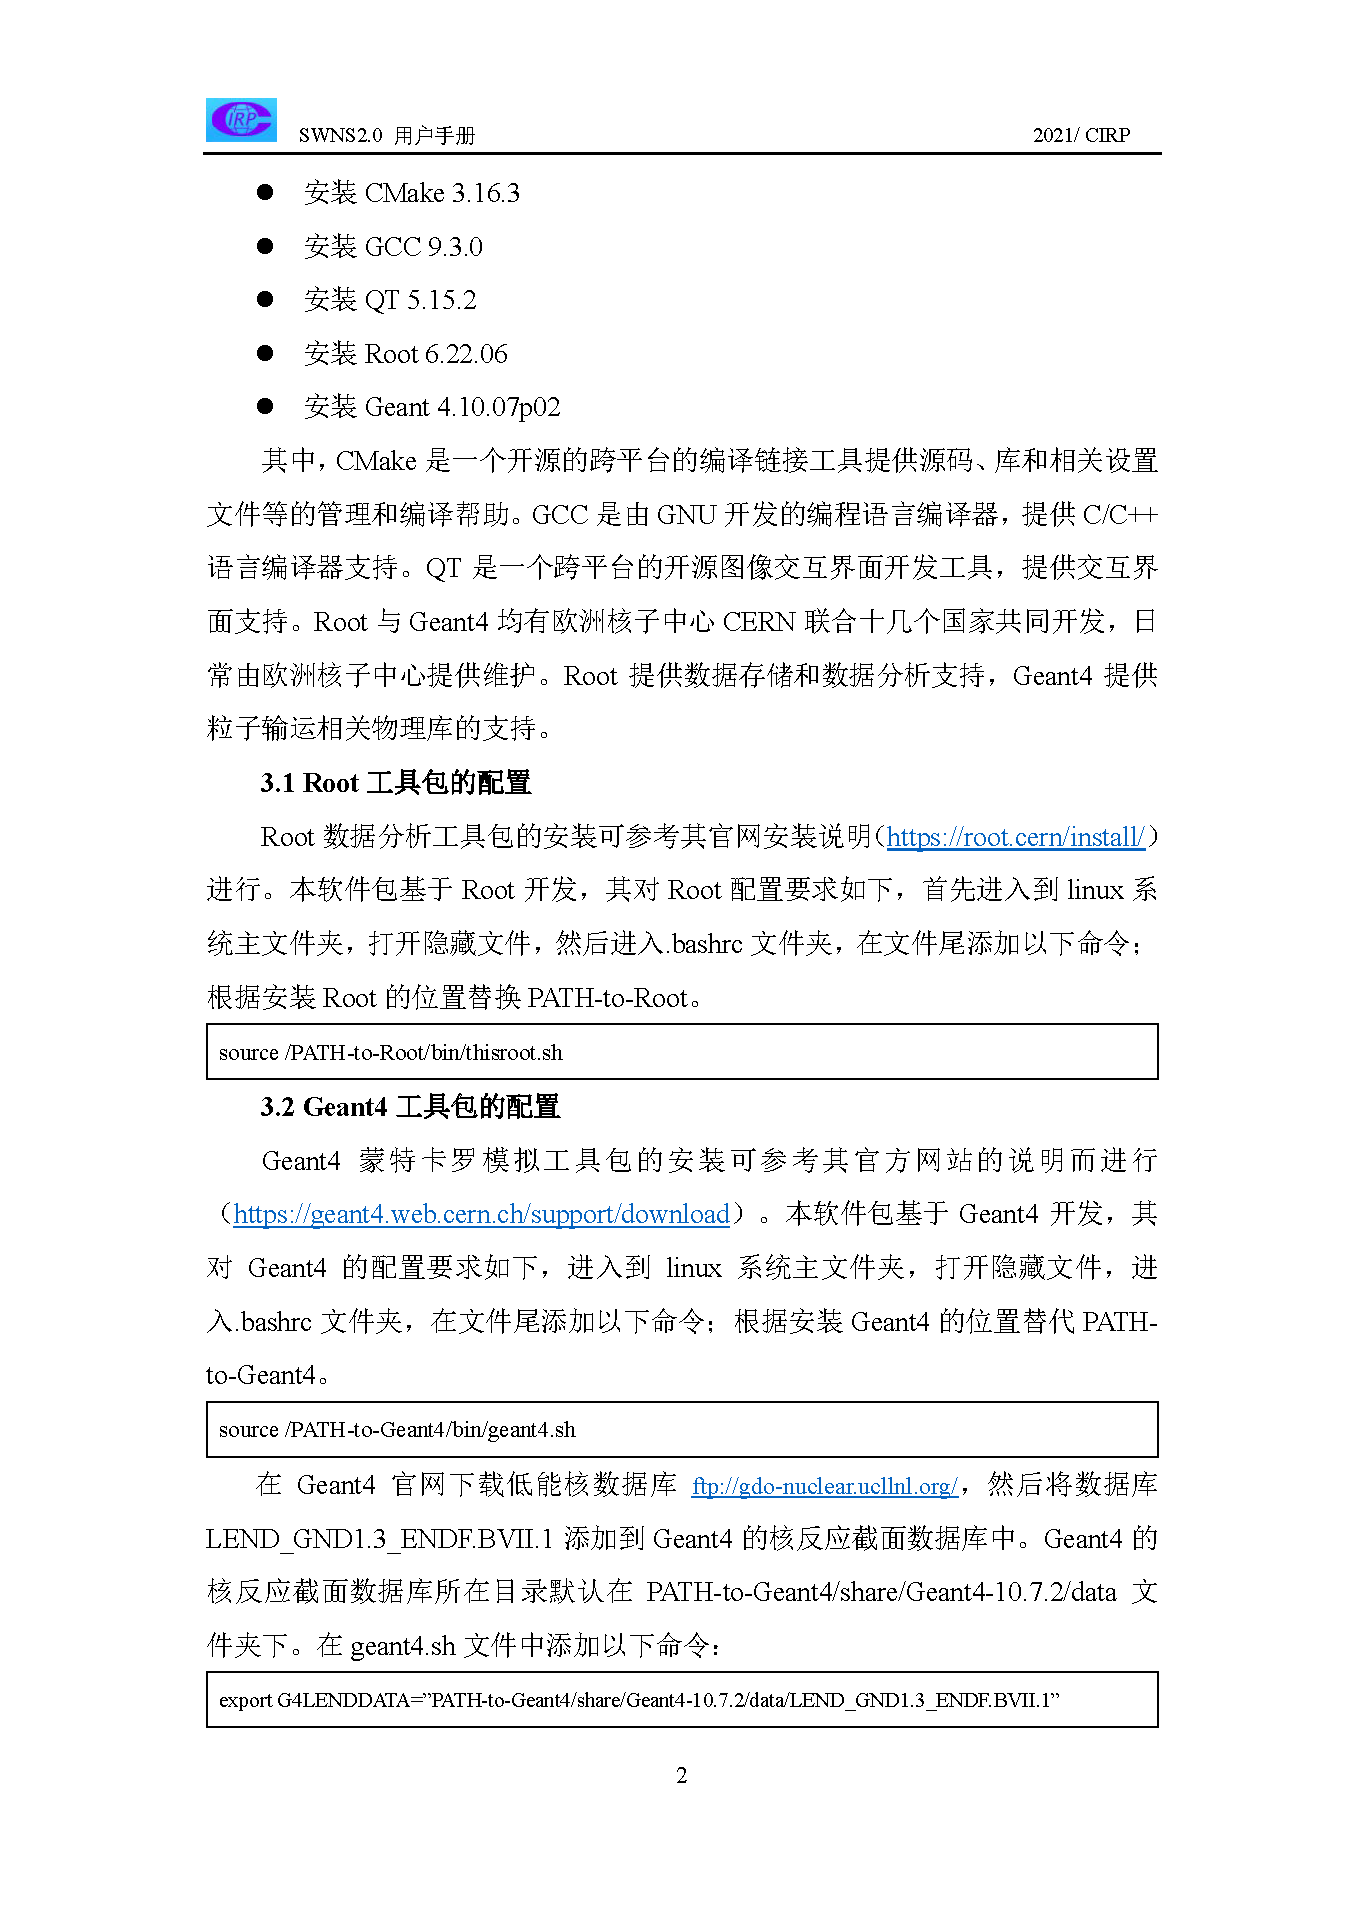 IRP
SWNS2.0 用户手册 2021/ CIRP
● 安装 CMake 3.16.3
● 安装 GCC 9.3.0
● 安装 QT 5.15.2
● 安装 Root 6.22.06
● 安装 Geant 4.10.07p02
其中，CMake 是一个开源的跨平台的编译链接工具提供源码、库和相关设置
文件等的管理和编译帮助。GCC 是由 GNU 开发的编程语言编译器，提供 C/C++
语言编译器支持。QT 是一个跨平台的开源图像交互界面开发工具，提供交互界
面支持。Root 与 Geant4 均有欧洲核子中心 CERN 联合十几个国家共同开发，日
常由欧洲核子中心提供维护。Root 提供数据存储和数据分析支持，Geant4 提供
粒子输运相关物理库的支持。
3.1 Root 工具包的配置
Root 数据分析工具包的安装可参考其官网安装说明（https://root.cern/install/）
进行。本软件包基于 Root 开发，其对 Root 配置要求如下，首先进入到 linux 系
统主文件夹，打开隐藏文件，然后进入.bashrc 文件夹，在文件尾添加以下命令；
根据安装 Root 的位置替换 PATH-to-Root。
source /PATH-to-Root/bin/thisroot.sh
3.2 Geant4 工具包的配置
Geant4 蒙特卡罗模拟工具包的安装可参考其官方网站的说明而进行
（https://geant4.web.cern.ch/support/download）。本软件包基于 Geant4 开发，其
对 Geant4 的配置要求如下，进入到 linux 系统主文件夹，打开隐藏文件，进
入.bashrc 文件夹，在文件尾添加以下命令；根据安装 Geant4 的位置替代 PATH-
to-Geant4。
source /PATH-to-Geant4/bin/geant4.sh
在 Geant4 官网下载低能核数据库 ftp://gdo-nuclear.ucllnl.org/，然后将数据库
LEND_GND1.3_ENDF.BVII.1 添加到 Geant4 的核反应截面数据库中。Geant4 的
核反应截面数据库所在目录默认在 PATH-to-Geant4/share/Geant4-10.7.2/data 文
件夹下。在 geant4.sh 文件中添加以下命令：
export G4LENDDATA=”PATH-to-Geant4/share/Geant4-10.7.2/data/LEND_GND1.3_ENDF.BVII.1”
2